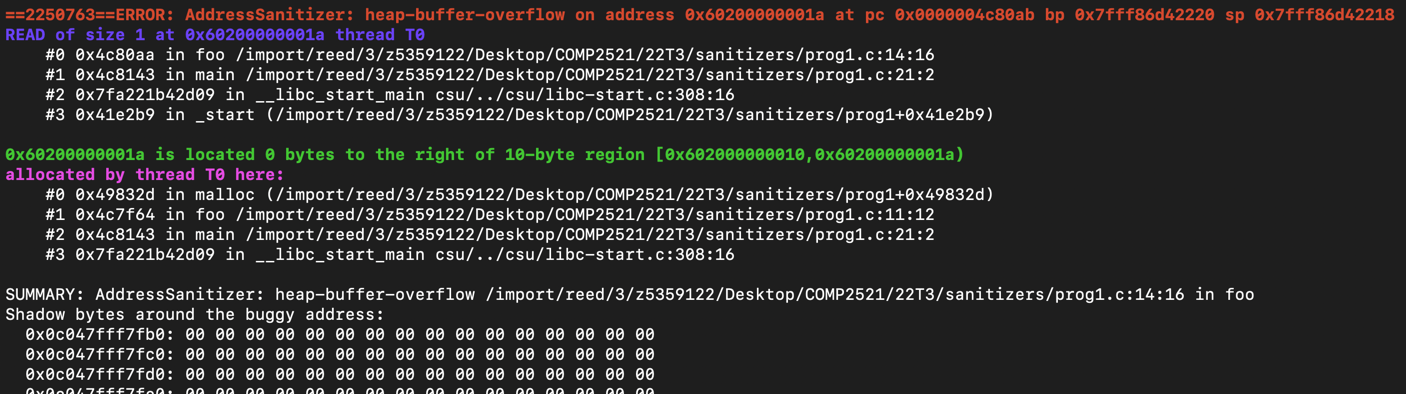 ==2250763==ERROR: AddressSanitizer: heap-buffer-overflow on address 0x60200000001a at pc 0x0000004c80ab bp 0x7fff86d42220 sp 0x7fff86d42218
READ of size 1 at 0x60200000001a thread T0
    #0 0x4c80aa in foo /import/reed/3/z5359122/Desktop/COMP2521/22T3/sanitizers/prog1.c:14:16
    #1 0x4c8143 in main /import/reed/3/z5359122/Desktop/COMP2521/22T3/sanitizers/prog1.c:21:2
    #2 0x7fa221b42d09 in __libc_start_main csu/../csu/libc-start.c:308:16
    #3 0x41e2b9 in _start (/import/reed/3/z5359122/Desktop/COMP2521/22T3/sanitizers/prog1+0x41e2b9)

0x60200000001a is located 0 bytes to the right of 10-byte region [0x602000000010,0x60200000001a)
allocated by thread T0 here:
    #0 0x49832d in malloc (/import/reed/3/z5359122/Desktop/COMP2521/22T3/sanitizers/prog1+0x49832d)
    #1 0x4c7f64 in foo /import/reed/3/z5359122/Desktop/COMP2521/22T3/sanitizers/prog1.c:11:12
    #2 0x4c8143 in main /import/reed/3/z5359122/Desktop/COMP2521/22T3/sanitizers/prog1.c:21:2
    #3 0x7fa221b42d09 in __libc_start_main csu/../csu/libc-start.c:308:16

SUMMARY: AddressSanitizer: heap-buffer-overflow /import/reed/3/z5359122/Desktop/COMP2521/22T3/sanitizers/prog1.c:14:16 in foo
Shadow bytes around the buggy address:
  0x0c047fff7fb0: 00 00 00 00 00 00 00 00 00 00 00 00 00 00 00 00
  0x0c047fff7fc0: 00 00 00 00 00 00 00 00 00 00 00 00 00 00 00 00
  0x0c047fff7fd0: 00 00 00 00 00 00 00 00 00 00 00 00 00 00 00 00